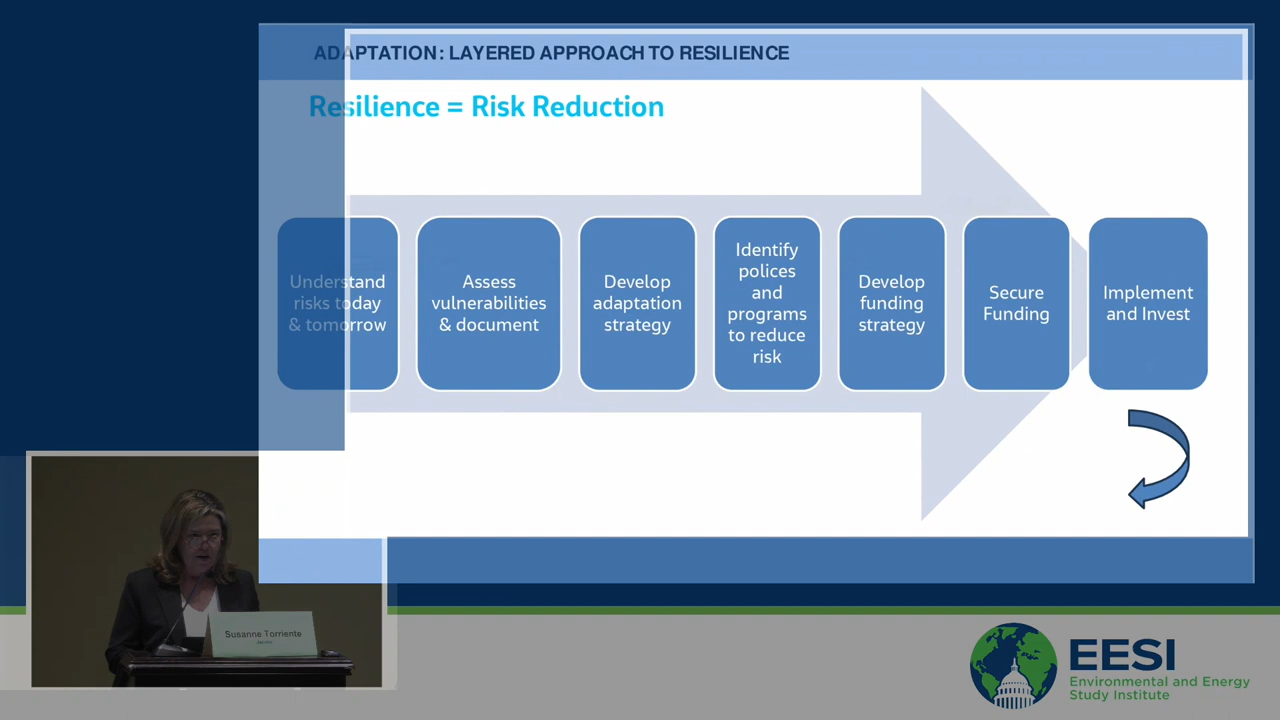 ADAPTATION: LAYERED APPROACH TO RESILIENCE
Resilience = Risk Reduction
Understand
risks today
& tomorrow
Assess
vulnerabilities
& document
Develop
adaptation
strategy
Identify
polices
and
programs
to reduce
risk
Develop
funding
strategy
Secure
Funding
Implement
and Invest
Susanne Torriente
EESI
Environmental and Energy
Study Institute